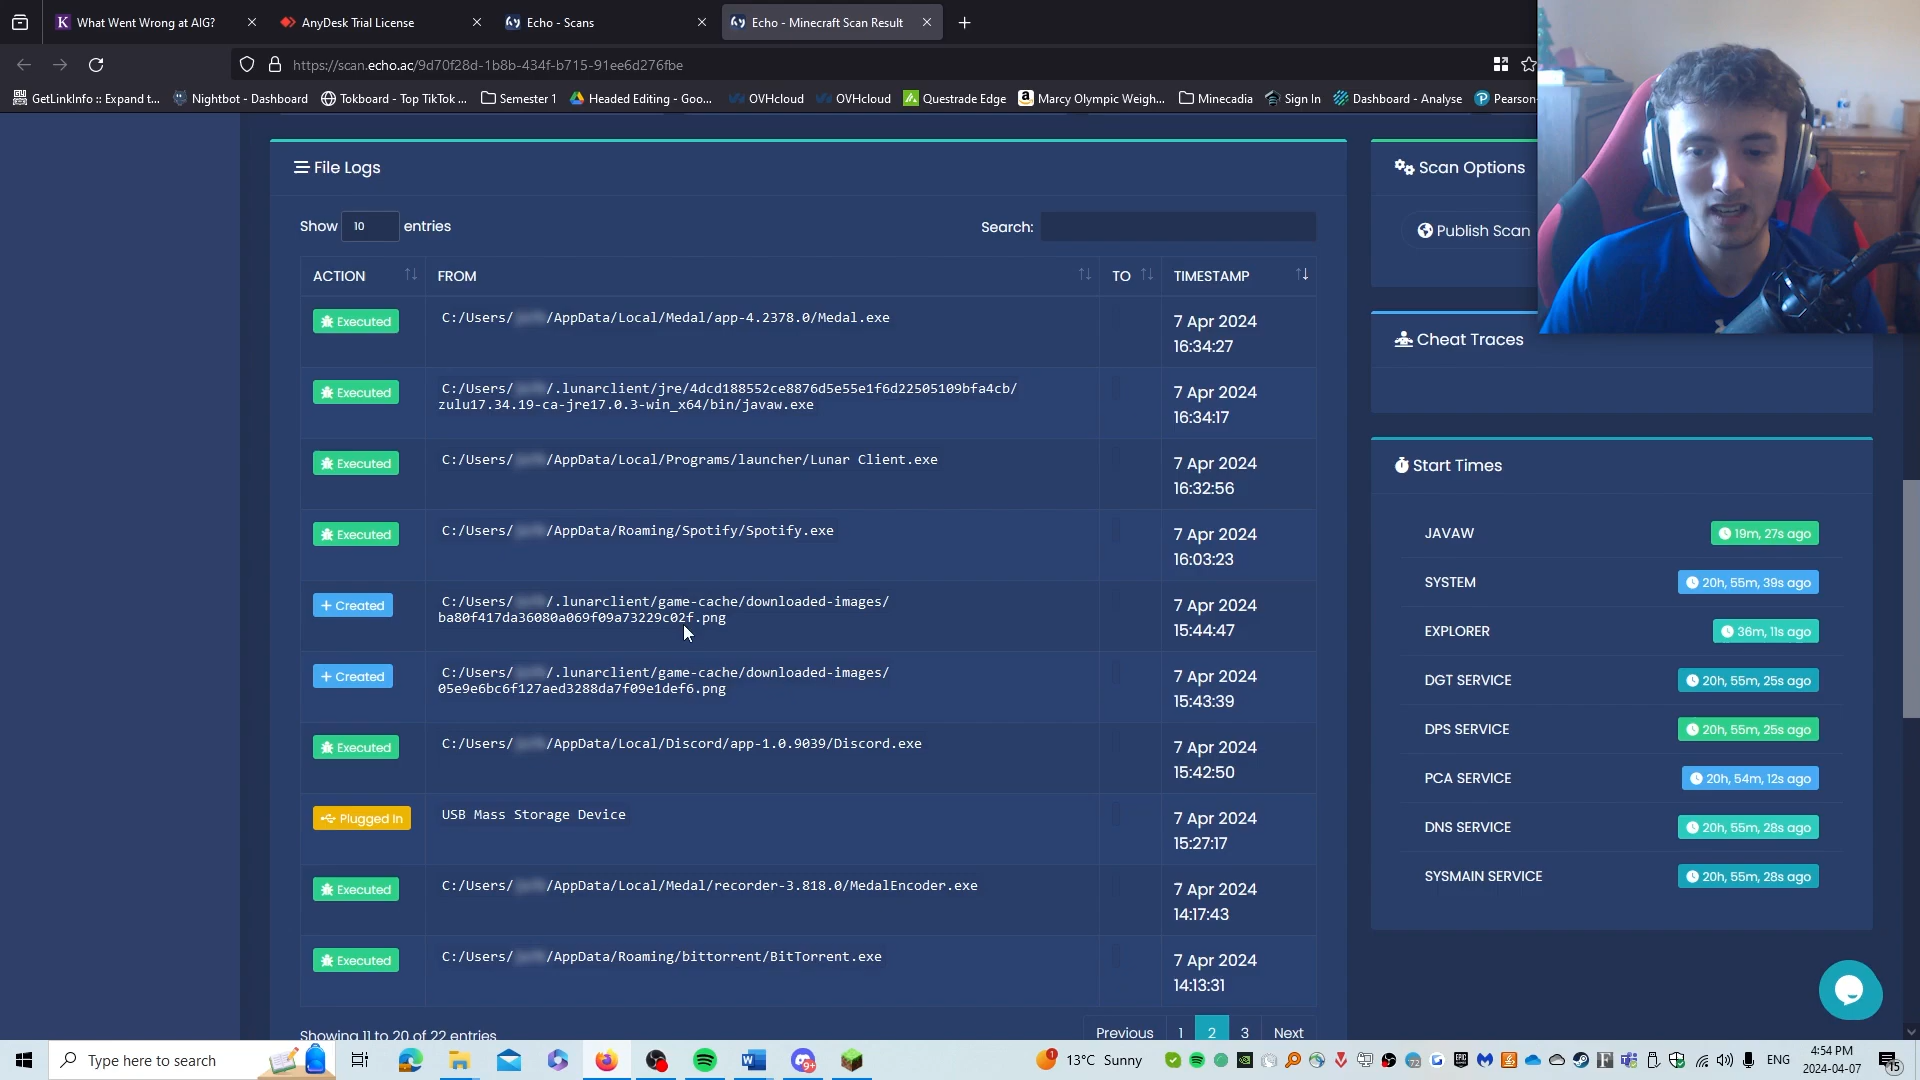 What Went Wrong at AIG?
AnyDesk Trial License
Echo - Scans
Echo - Minecraft Scan Result
https://scan.echo.ac/9d70f28d-1b8b-434f-b715-91ee6d276fbe
GetLinkInfo :: Expand t...
Nightbot - Dashboard
Tokboard - Top TikTok ...
Semester 1
Headed Editing - Goo...
OVHcloud
OVHcloud
Questrade Edge
Marcy Olympic Weigh...
Minecadia
Sign In
Dashboard - Analyse
Pearson
File Logs
Show 10 entries
Search:
ACTION FROM TO TIMESTAMP
Executed C:/Users/ /AppData/Local/Medal/app-4.2378.0/Medal.exe 7 Apr 2024
16:34:27
Executed C:/Users/ /.lunarclient/jre/4dcd188552ce8876d5e55e1f6d22505109bfa4cb/ 7 Apr 2024
zulu17.34.19-ca-jre17.0.3-win_x64/bin/javaw.exe 16:34:17
Executed C:/Users/ /AppData/Local/Programs/launcher/Lunar Client.exe 7 Apr 2024
16:32:56
Executed C:/Users/ /AppData/Roaming/Spotify/Spotify.exe 7 Apr 2024
16:03:23
Created C:/Users/ /.lunarclient/game-cache/downloaded-images/ 7 Apr 2024
ba80f417da36080a069f09a73229c02f.png 15:44:47
Created C:/Users/ /.lunarclient/game-cache/downloaded-images/ 7 Apr 2024
05e9e6bc6f127aed3288da7f09e1def6.png 15:43:39
Executed C:/Users/ /AppData/Local/Discord/app-1.0.9039/Discord.exe 7 Apr 2024
15:42:50
Plugged In USB Mass Storage Device 7 Apr 2024
15:27:17
Executed C:/Users/ /AppData/Local/Medal/recorder-3.818.0/MedalEncoder.exe 7 Apr 2024
14:17:43
Executed C:/Users/ /AppData/Roaming/bittorrent/BitTorrent.exe 7 Apr 2024
14:13:31
Showing 11 to 20 of 22 entries
Previous 1 2 3 Next
Scan Options
Publish Scan
Cheat Traces
Start Times
JAVAW 19m, 27s ago
SYSTEM 20h, 55m, 39s ago
EXPLORER 36m, 11s ago
DGT SERVICE 20h, 55m, 25s ago
DPS SERVICE 20h, 55m, 25s ago
PCA SERVICE 20h, 54m, 12s ago
DNS SERVICE 20h, 55m, 28s ago
SYSMAIN SERVICE 20h, 55m, 28s ago
Type here to search
13°C Sunny
ENG
4:54 PM
2024-04-07
15